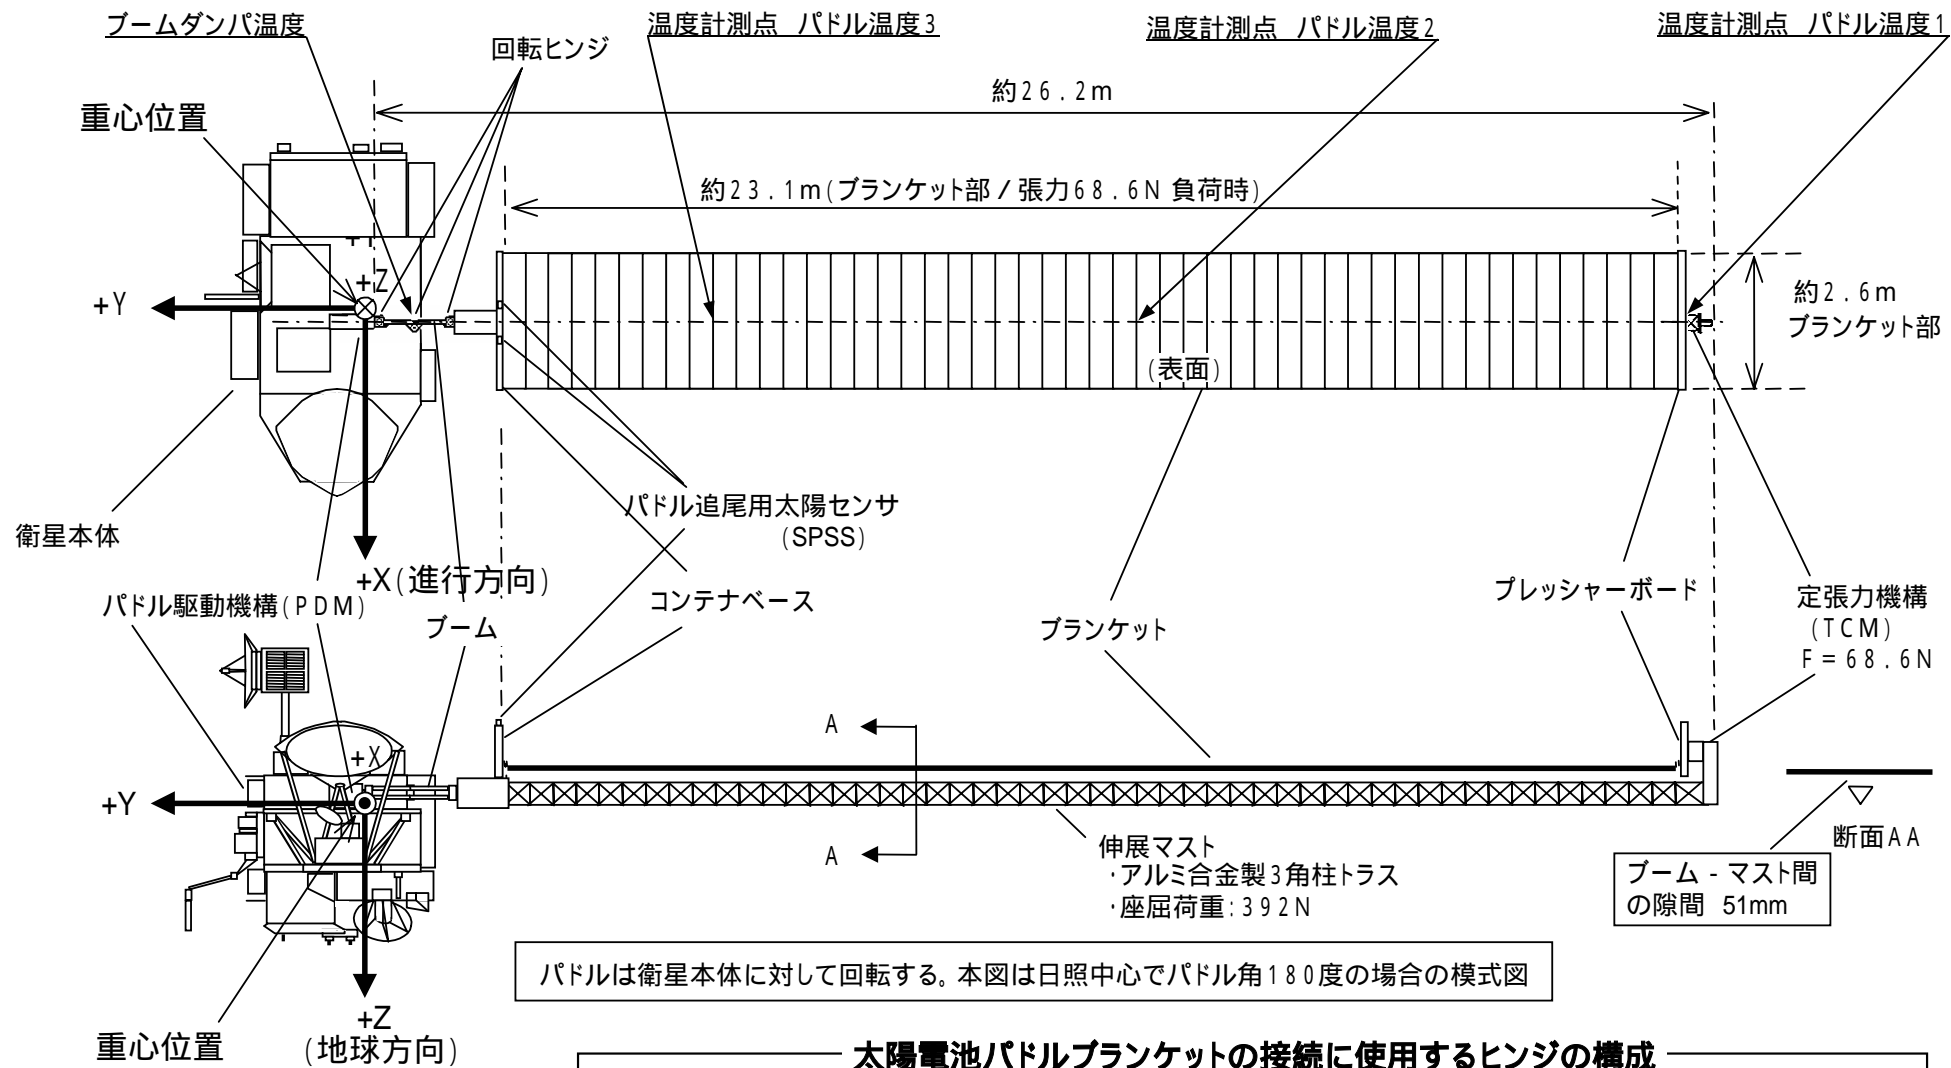 ブームダンパ温度
温度計測点 パドル温度3
温度計測点 パドル温度2
温度計測点 パドル温度1
回転ヒンジ
約26.2m
重心位置
約23.1m(ブランケット部/張力68.6N 負荷時)
+Z
+Y
約2.6m
ブランケット部
(表面)
パドル追尾用太陽センサ
(SPSS)
衛星本体
+X(進行方向)
パドル駆動機構(PDM)
ブーム
コンテナベース
ブランケット
プレッシャーボード
定張力機構
(TCM)
F=68.6N
A
+X
+Y
A
伸展マスト
・アルミ合金製3角柱トラス
・座屈荷重:392N
断面AA
ブーム - マスト間
の隙間 51mm
パドルは衛星本体に対して回転する。本図は日照中心でパドル角180度の場合の模式図
+Z
(地球方向)
重心位置
太陽電池パドルブランケットの接続に使用するヒンジの構成